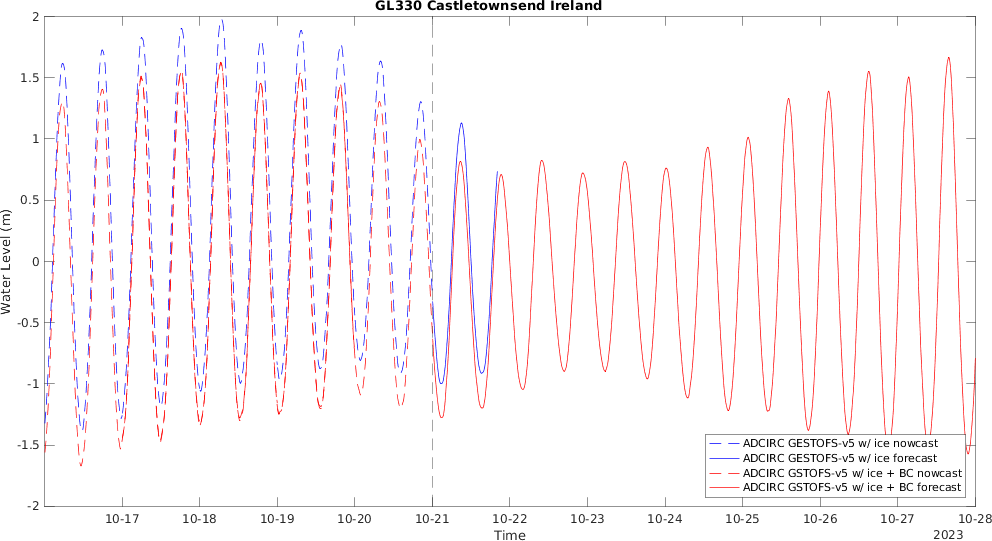 GL330 Castletownsend Ireland
Water Level (m)
2
1.5
1
0.5
0
-0.5
-1
-1.5
-2
ADCIRC GESTOFS-v5 w/ ice nowcast
ADCIRC GESTOFS-v5 w/ ice forecast
ADCIRC GSTOFS-v5 w/ ice + BC nowcast
ADCIRC GSTOFS-v5 w/ ice + BC forecast
10-17 10-18 10-19 10-20 10-21 10-22 10-23 10-24 10-25 10-26 10-27 10-28
Time
2023